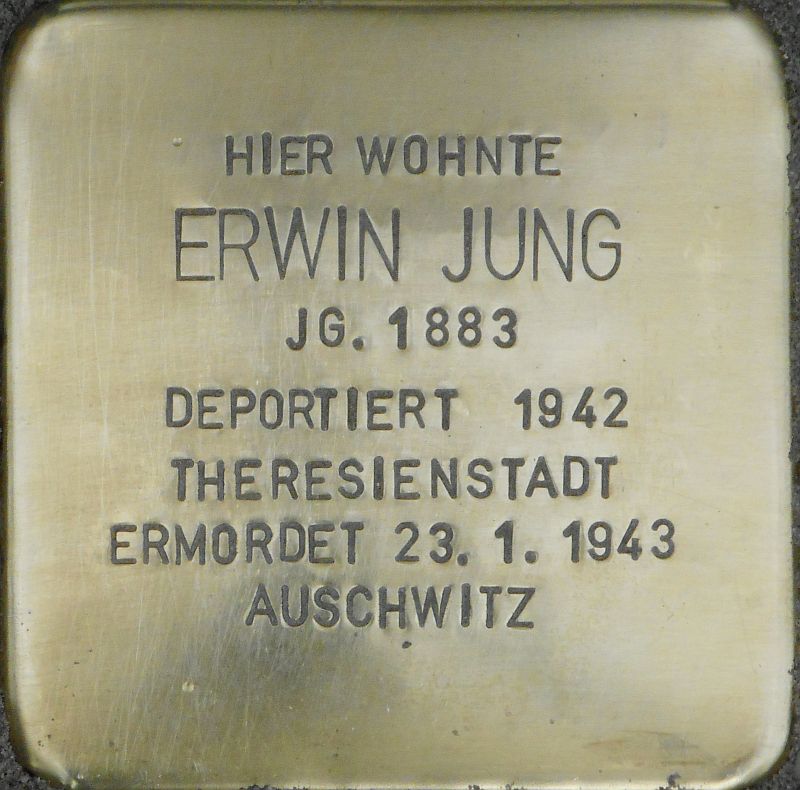 HIER WOHNTE
ERWIN JUNG
JG. 1883
DEPORTIERT 1942
THERESIENSTADT
ERMORDET 23. 1. 1943
AUSCHWITZ